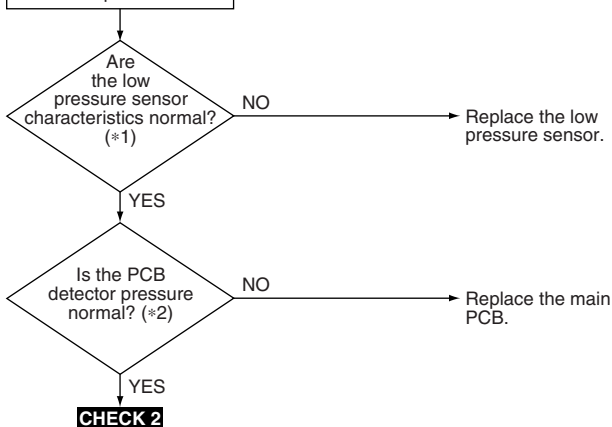 Are
the low
pressure sensor
characteristics normal?
(*1)
NO
Replace the low
pressure sensor.
YES
Is the PCB
detector pressure
normal? (*2)
NO
Replace the main
PCB.
YES
CHECK 2